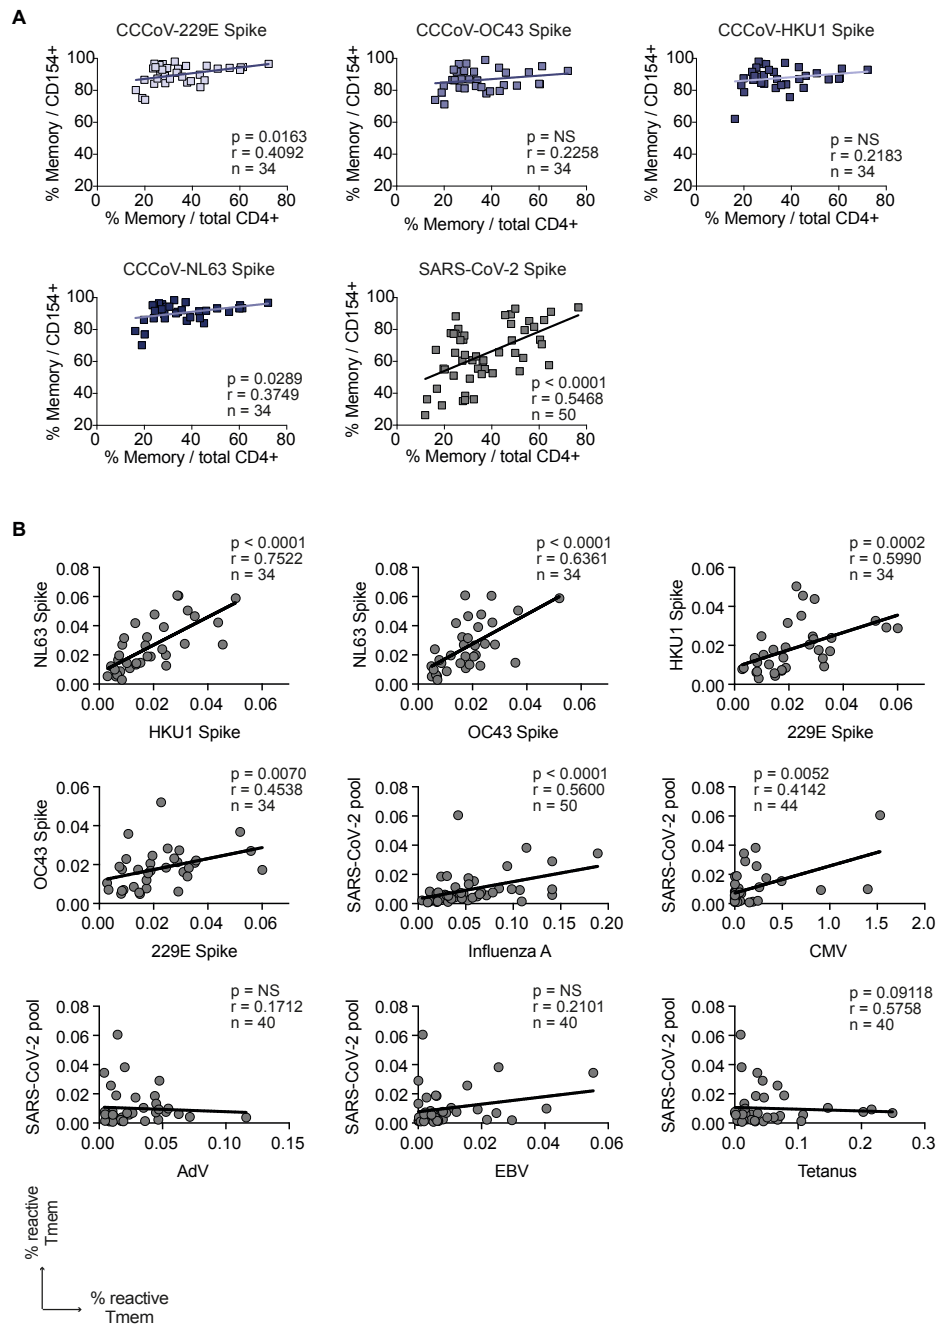 A
CCCoV-229E Spike
% Memory / CD154+
100
80
60
40
20
0 20 40 60 80
p = 0.0163
r = 0.4092
n = 34
% Memory / total CD4+
CCCoV-OC43 Spike
% Memory / CD154+
100
80
60
40
20
0 20 40 60 80
p = NS
r = 0.2258
n = 34
% Memory / total CD4+
CCCoV-HKU1 Spike
% Memory / CD154+
100
80
60
40
20
0 20 40 60 80
p = NS
r = 0.2183
n = 34
% Memory / total CD4+
CCCoV-NL63 Spike
% Memory / CD154+
100
80
60
40
20
0 20 40 60 80
p = 0.0289
r = 0.3749
n = 34
% Memory / total CD4+
SARS-CoV-2 Spike
% Memory / CD154+
100
80
60
40
20
0 20 40 60 80
p < 0.0001
r = 0.5468
n = 50
% Memory / total CD4+
B
p < 0.0001
r = 0.7522
n = 34
NL63 Spike
0.08
0.06
0.04
0.02
0.00
0.00 0.02 0.04 0.06
HKU1 Spike
p < 0.0001
r = 0.6361
n = 34
NL63 Spike
0.08
0.06
0.04
0.02
0.00
0.00 0.02 0.04 0.06
OC43 Spike
p = 0.0002
r = 0.5990
n = 34
HKU1 Spike
0.06
0.04
0.02
0.00
0.00 0.02 0.04 0.06
229E Spike
p = 0.0070
r = 0.4538
n = 34
OC43 Spike
0.06
0.04
0.02
0.00
0.00 0.02 0.04 0.06
229E Spike
p < 0.0001
r = 0.5600
n = 50
SARS-CoV-2 pool
0.08
0.06
0.04
0.02
0.00
0.00 0.05 0.10 0.15 0.20
Influenza A
p = 0.0052
r = 0.4142
n = 44
SARS-CoV-2 pool
0.08
0.06
0.04
0.02
0.00
0.0 0.5 1.0 1.5 2.0
CMV
p = NS
r = 0.1712
n = 40
SARS-CoV-2 pool
0.08
0.06
0.04
0.02
0.00
0.00 0.05 0.10 0.15
AdV
p = NS
r = 0.2101
n = 40
SARS-CoV-2 pool
0.08
0.06
0.04
0.02
0.00
0.00 0.02 0.04 0.06
EBV
p = 0.09118
r = 0.5758
n = 40
SARS-CoV-2 pool
0.08
0.06
0.04
0.02
0.00
0.0 0.1 0.2 0.3
Tetanus
% reactive
Tmem
% reactive
Tmem